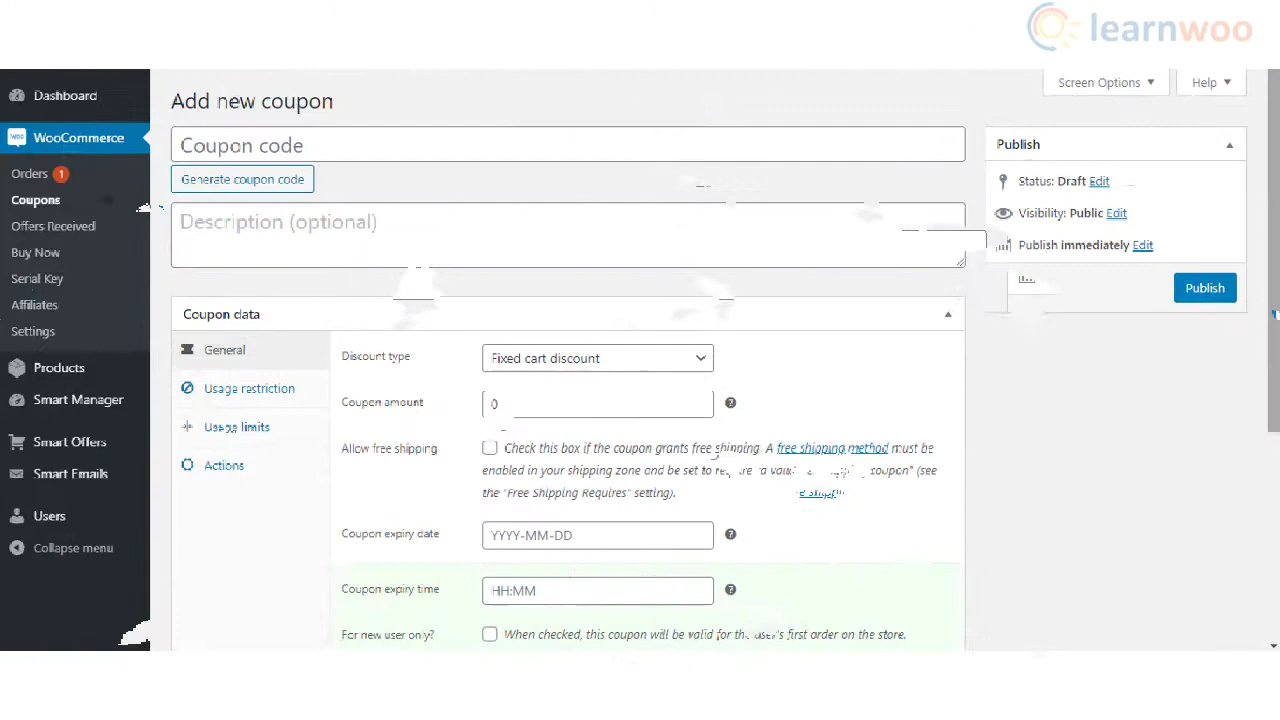 learnwoo
Screen Options
Help
Dashboard
WooCommerce
Orders 1
Coupons
Offers Received
Buy Now
Serial Key
Affiliates
Settings
Products
Smart Manager
Smart Offers
Smart Emails
Users
Collapse menu
Add new coupon
Coupon code
Generate coupon code
Description (optional)
Coupon data
General
Usage restriction
Usage limits
Actions
Discount type
Fixed cart discount
Coupon amount
0
Allow free shipping
Check this box if the coupon grants free shipping. A free shipping method must be
enabled in your shipping zone and be set to require "a valid coupon" (see
the "Free Shipping Requires" setting).
Coupon expiry date
YYYY-MM-DD
Coupon expiry time
HH:MM
For new user only?
When checked, this coupon will be valid for the user's first order on the store.
Publish
Status: Draft Edit
Visibility: Public Edit
Publish immediately Edit
Publish